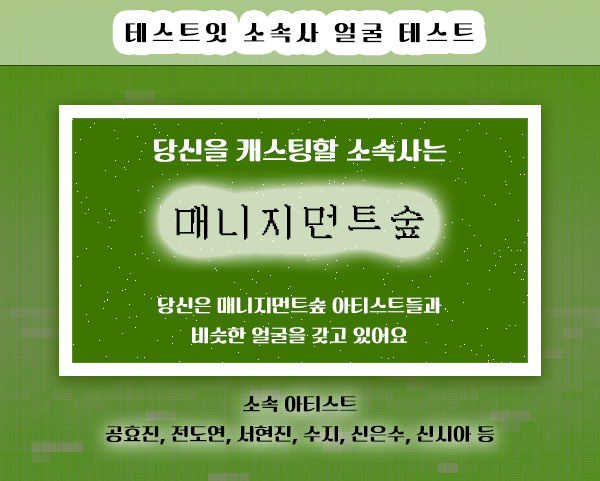 테스트잇 소속사 얼굴 테스트
당신을 캐스팅할 소속사는
매니지먼트숲
당신은 매니지먼트숲 아티스트들과
비슷한 얼굴을 갖고 있어요
소속 아티스트
공효진, 전도연, 서현진, 수지, 신은수, 신시아 등